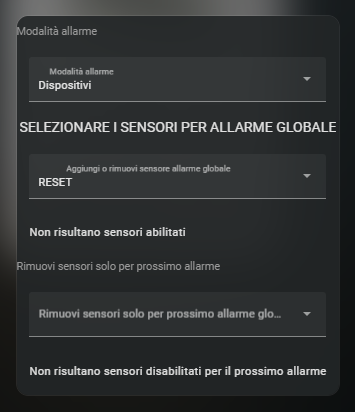 Modalità allarme
Modalità allarme
Dispositivi
SELEZIONARE I SENSORI PER ALLARME GLOBALE
Aggiungi o rimuovi sensore allarme globale
RESET
Non risultano sensori abilitati
Rimuovi sensori solo per prossimo allarme
Rimuovi sensori solo per prossimo allarme glo...
Non risultano sensori disabilitati per il prossimo allarme